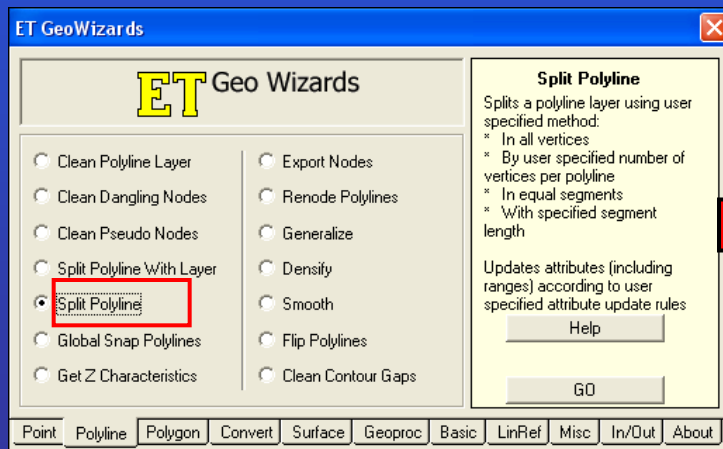 ET GeoWizards
ET Geo Wizards
Clean Polyline Layer
Clean Dangling Nodes
Clean Pseudo Nodes
Split Polyline With Layer
Split Polyline
Global Snap Polylines
Get Z Characteristics
Export Nodes
Renode Polylines
Generalize
Densify
Smooth
Flip Polylines
Clean Contour Gaps
Split Polyline
Splits a polyline layer using user
specified method:
* In all vertices
* By user specified number of
vertices per polyline
* In equal segments
* With specified segment
length
Updates attributes (including
ranges) according to user
specified attribute update rules
Help
GO
Point Polyline Polygon Convert Surface Geoproc Basic LinRef Misc In/Out About